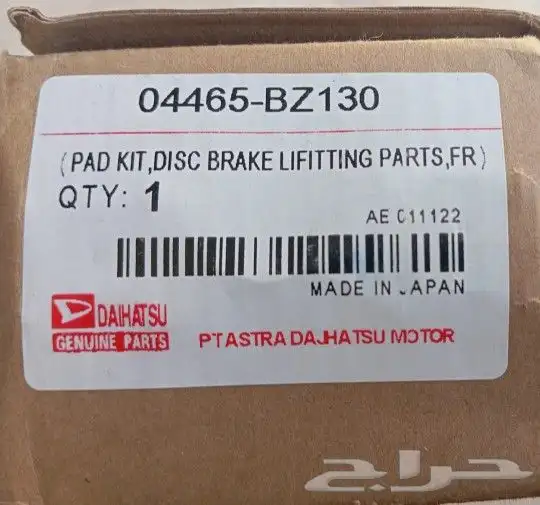 04465-BZ130
(PAD KIT,DISC BRAKE LIFITTING PARTS,FR)
QTY: 1
AE 011122
MADE IN JAPAN
DAIHATSU
GENUINE PARTS
PT ASTRA DAIHATSU MOTOR
حراج